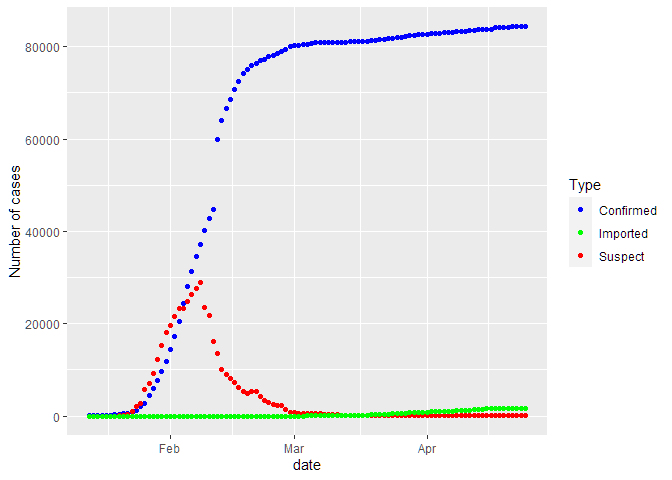 80000
60000
40000
20000
0
Number of cases
Feb
Mar
Apr
date
Type
Confirmed
Imported
Suspect